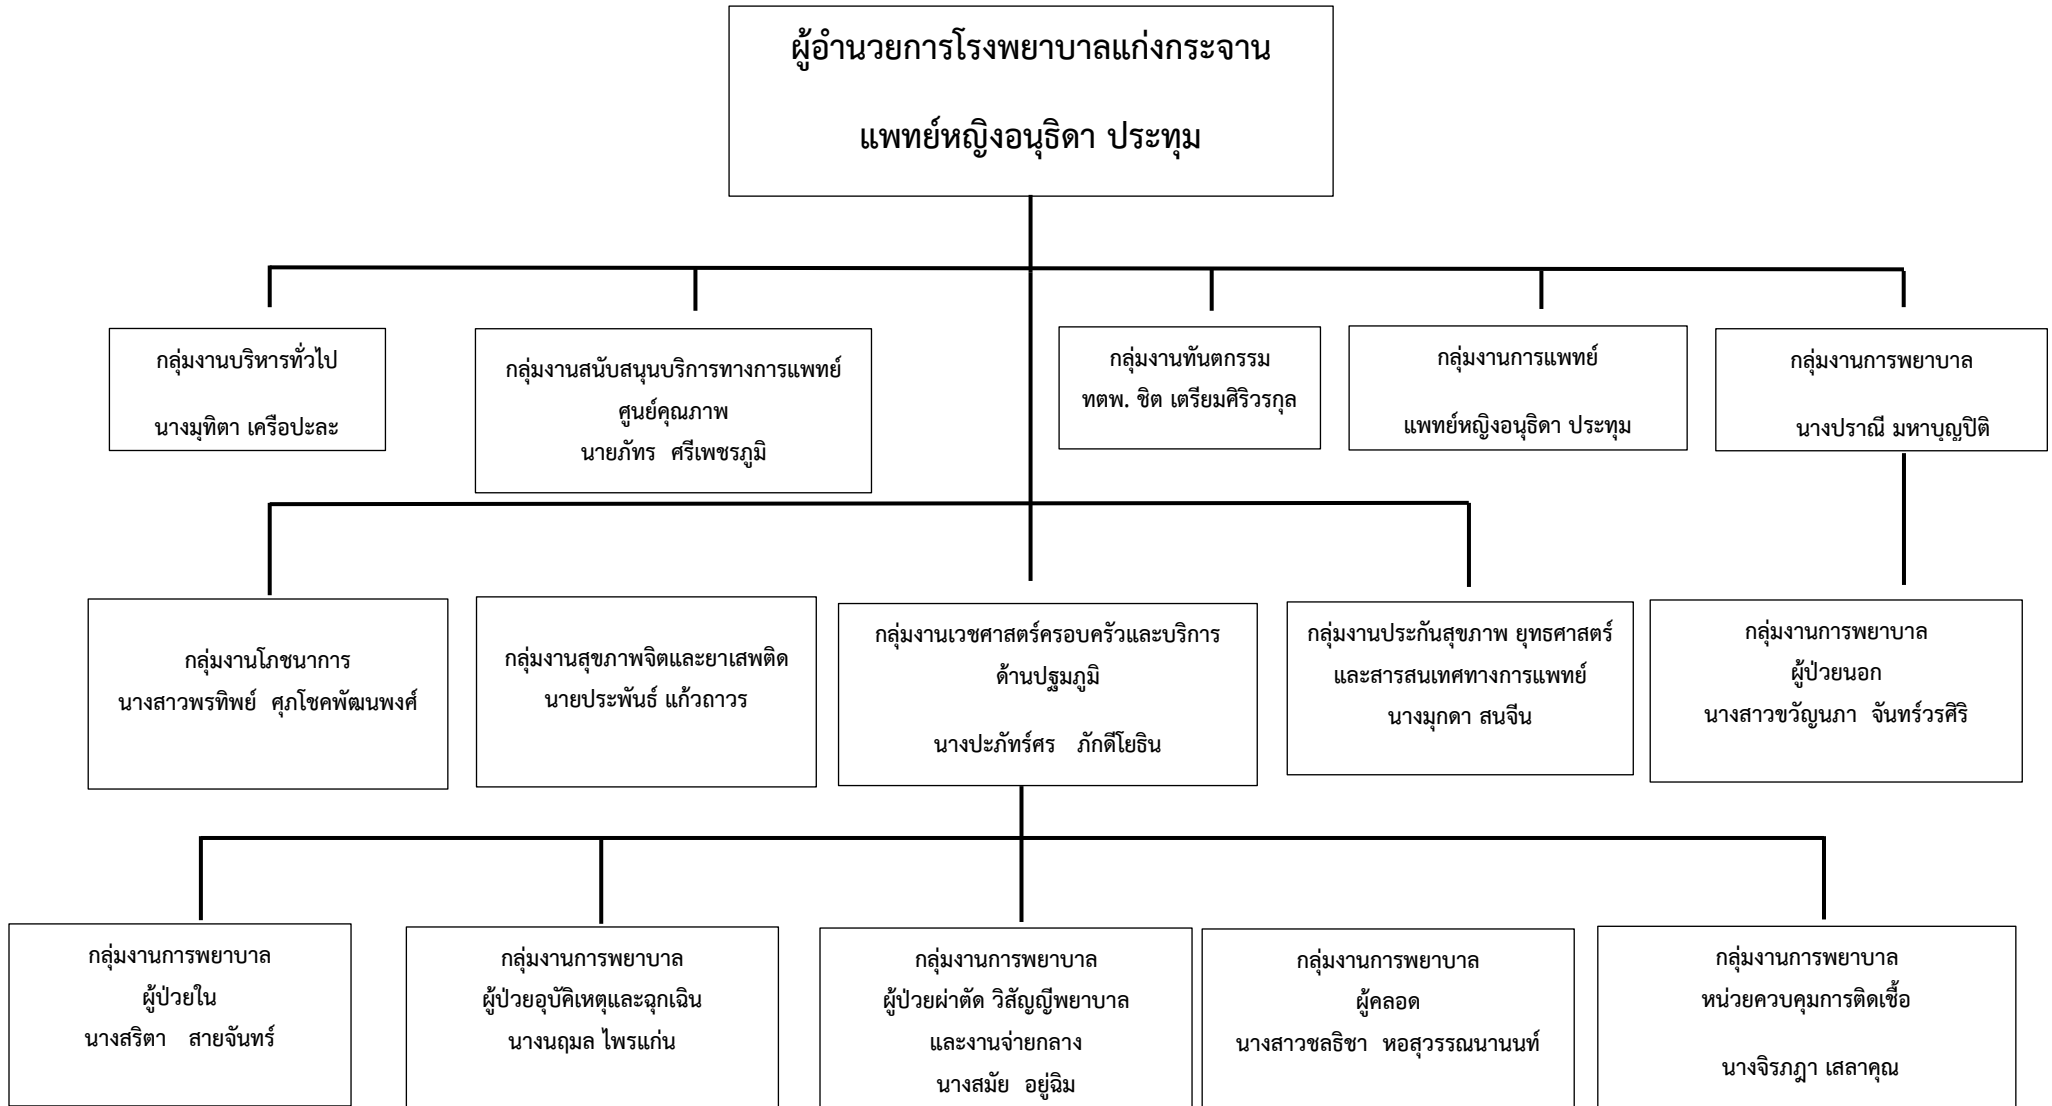 ผู้อำนวยการโรงพยาบาลแก่งกระจาน
แพทย์หญิงอนุธิดา ประทุม
กลุ่มงานบริหารทั่วไป
นางมุทิตา เครือปะละ
กลุ่มงานสนับสนุนบริการทางการแพทย์
ศูนย์คุณภาพ
นายภัทร ศรีเพชรภูมิ
กลุ่มงานทันตกรรม
ทตพ. ชิต เตรียมศิริวรกุล
กลุ่มงานการแพทย์
แพทย์หญิงอนุธิดา ประทุม
กลุ่มงานการพยาบาล
นางปราณี มหาบุญปิติ
กลุ่มงานโภชนาการ
นางสาวพรทิพย์ ศุภโชคพัฒนพงศ์
กลุ่มงานสุขภาพจิตและยาเสพติด
นายประพันธ์ แก้วถาวร
กลุ่มงานเวชศาสตร์ครอบครัวและบริการ
ด้านปฐมภูมิ
นางปะภัทร์ศร ภักดีโยธิน
กลุ่มงานประกันสุขภาพ ยุทธศาสตร์
และสารสนเทศทางการแพทย์
นางมุกดา สนจีน
กลุ่มงานการพยาบาล
ผู้ป่วยนอก
นางสาวขวัญนภา จันทร์วรศิริ
กลุ่มงานการพยาบาล
ผู้ป่วยใน
นางสริตา สายจันทร์
กลุ่มงานการพยาบาล
ผู้ป่วยอุบัคิเหตุและฉุกเฉิน
นางนฤมล ไพรแก่น
กลุ่มงานการพยาบาล
ผู้ป่วยผ่าตัด วิสัญญีพยาบาล
และงานจ่ายกลาง
นางสมัย อยู่ฉิม
กลุ่มงานการพยาบาล
ผู้คลอด
นางสาวชลธิชา หอสุวรรณนานนท์
กลุ่มงานการพยาบาล
หน่วยควบคุมการติดเชื้อ
นางจิรภฎา เสลาคุณ